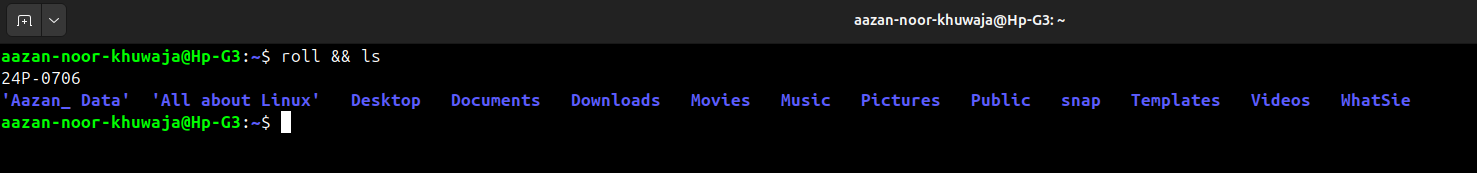 aazan-noor-khuwaja@Hp-G3: ~
aazan-noor-khuwaja@Hp-G3:~$ roll && ls
24P-0706
'Aazan_ Data'  'All about Linux'   Desktop   Documents   Downloads   Movies   Music   Pictures   Public   snap   Templates   Videos   WhatSie
aazan-noor-khuwaja@Hp-G3:~$